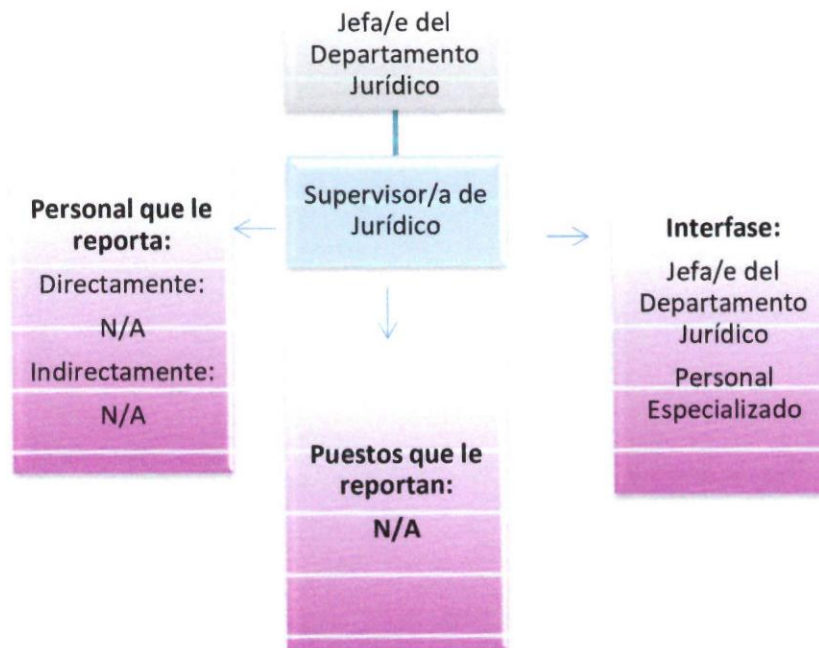 Jefa/e del
Departamento
Jurídico
Supervisor/a de
Jurídico
Personal que le
reporta:
Directamente:
N/A
Indirectamente:
N/A
Puestos que le
reportan:
N/A
Interfase:
Jefa/e del
Departamento
Jurídico
Personal
Especializado